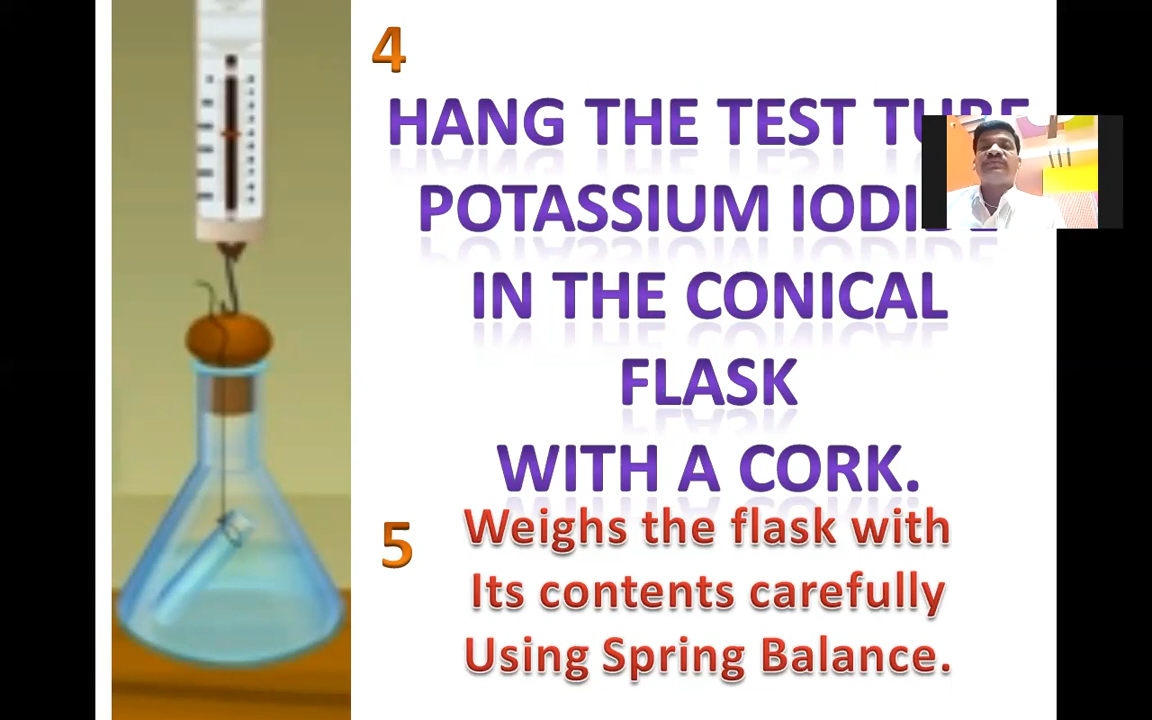 4
HANG THE TEST
POTASSIUM
IN THE CONICAL
FLASK
WITH A CORK.
5
Weighs the flask with
Its contents carefully
Using Spring Balance.